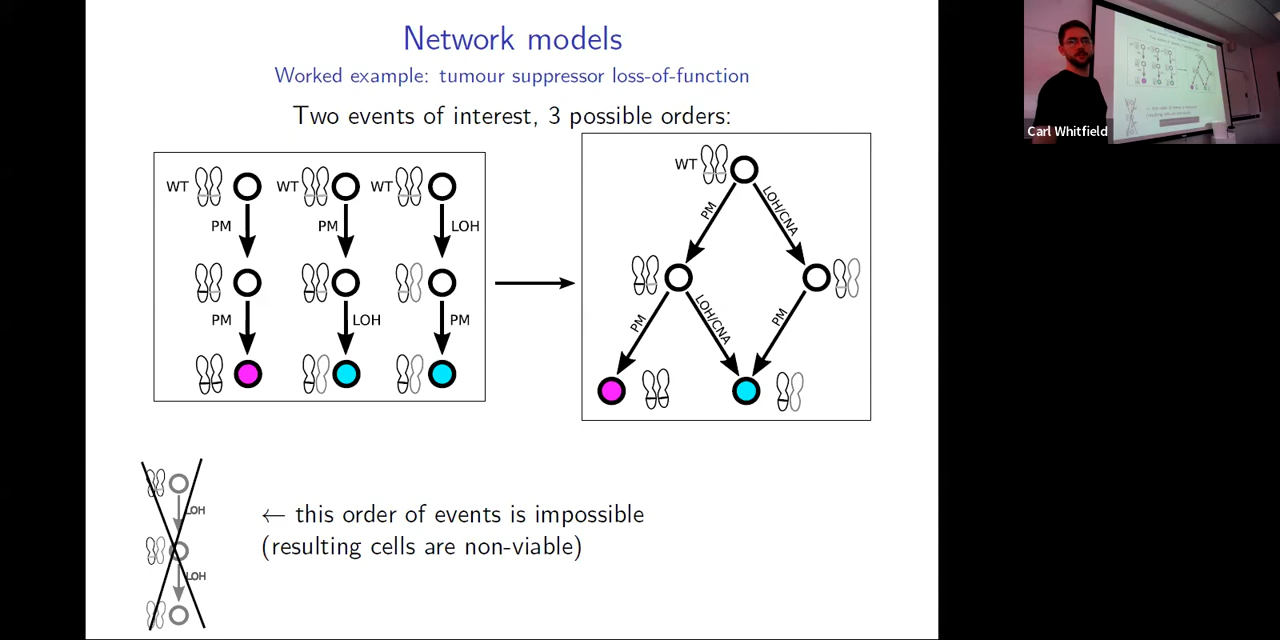 Network models
Worked example: tumour suppressor loss-of-function
Two events of interest, 3 possible orders:
WT
WT
WT
PM
PM
LOH
PM
LOH
PM
WT
PM
LOH/CNA
PM
LOH/CNA
PM
LOH
LOH
← this order of events is impossible
(resulting cells are non-viable)
Carl Whitfield